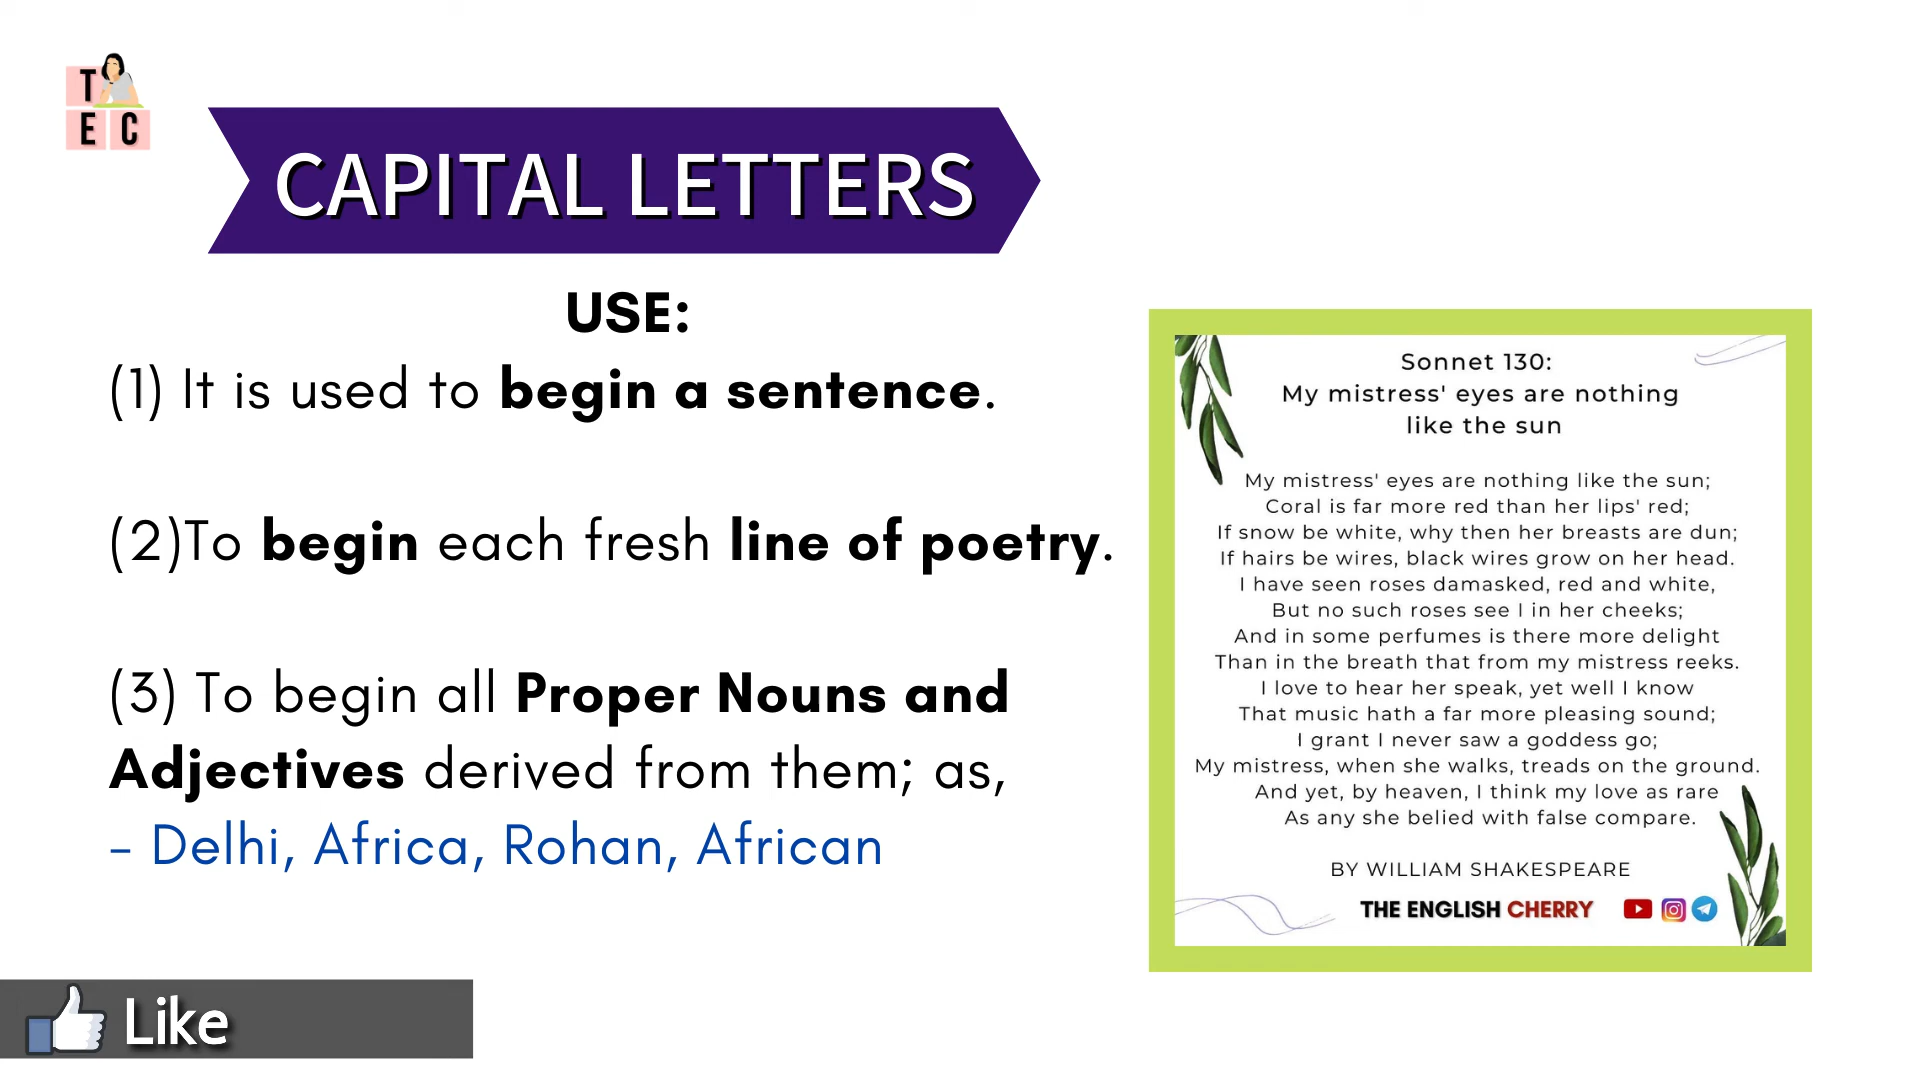 T
E C
CAPITAL LETTERS
USE:
(1) It is used to begin a sentence.
(2)To begin each fresh line of poetry.
(3) To begin all Proper Nouns and
Adjectives derived from them; as,
– Delhi, Africa, Rohan, African
Sonnet 130:
My mistress' eyes are nothing
like the sun
My mistress' eyes are nothing like the sun;
Coral is far more red than her lips' red;
If snow be white, why then her breasts are dun;
If hairs be wires, black wires grow on her head.
I have seen roses damasked, red and white,
But no such roses see I in her cheeks;
And in some perfumes is there more delight
Than in the breath that from my mistress reeks.
I love to hear her speak, yet well I know
That music hath a far more pleasing sound;
I grant I never saw a goddess go;
My mistress, when she walks, treads on the ground.
And yet, by heaven, I think my love as rare
As any she belied with false compare.
BY WILLIAM SHAKESPEARE
THE ENGLISH CHERRY
Like